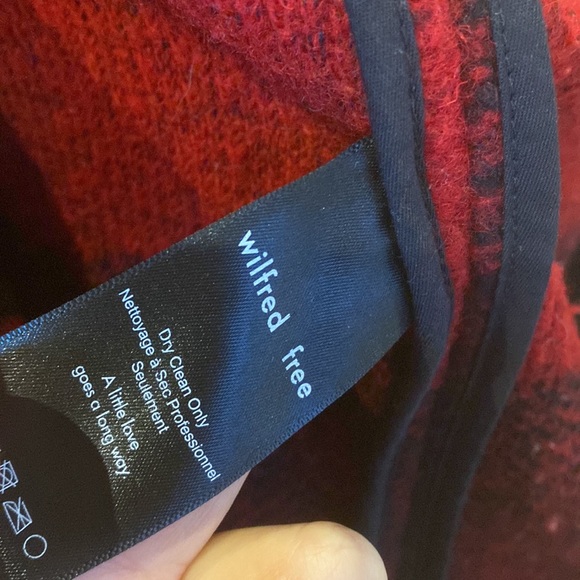 wilfred free
Dry Clean Only
Nettoyage à Sec Professionnel
Seulement
A little love
goes a long way